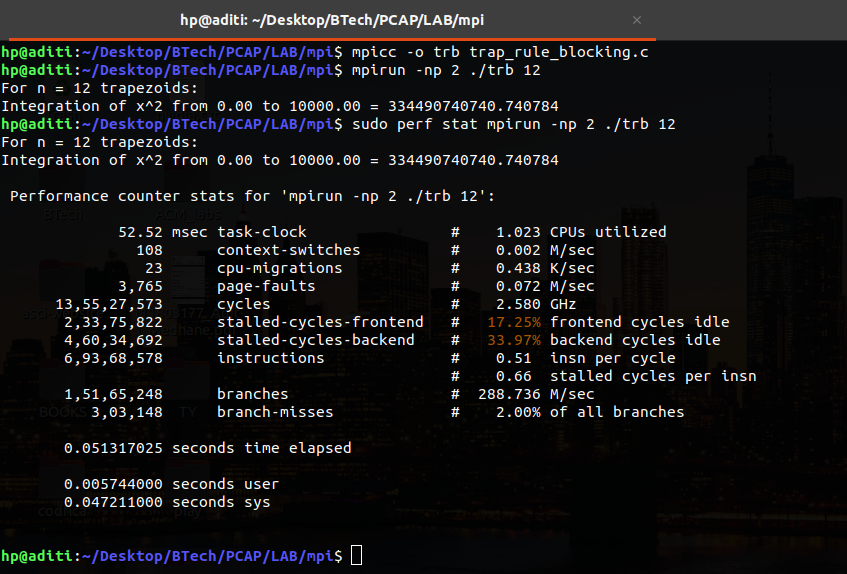 hp@aditi: ~/Desktop/BTech/PCAP/LAB/mpi ×
hp@aditi:~/Desktop/BTech/PCAP/LAB/mpi$ mpicc -o trb trap_rule_blocking.c
hp@aditi:~/Desktop/BTech/PCAP/LAB/mpi$ mpirun -np 2 ./trb 12
For n = 12 trapezoids:
Integration of x^2 from 0.00 to 10000.00 = 334490740740.740784
hp@aditi:~/Desktop/BTech/PCAP/LAB/mpi$ sudo perf stat mpirun -np 2 ./trb 12
For n = 12 trapezoids:
Integration of x^2 from 0.00 to 10000.00 = 334490740740.740784
Performance counter stats for 'mpirun -np 2 ./trb 12':
52.52 msec task-clock # 1.023 CPUs utilized
108 context-switches # 0.002 M/sec
23 cpu-migrations # 0.438 K/sec
3,765 page-faults # 0.072 M/sec
13,55,27,573 cycles # 2.580 GHz
2,33,75,822 stalled-cycles-frontend # 17.25% frontend cycles idle
4,60,34,692 stalled-cycles-backend # 33.97% backend cycles idle
6,93,68,578 instructions # 0.51 insn per cycle
# 0.66 stalled cycles per insn
1,51,65,248 branches # 288.736 M/sec
3,03,148 branch-misses # 2.00% of all branches
0.051317025 seconds time elapsed
0.005744000 seconds user
0.047211000 seconds sys
hp@aditi:~/Desktop/BTech/PCAP/LAB/mpi$